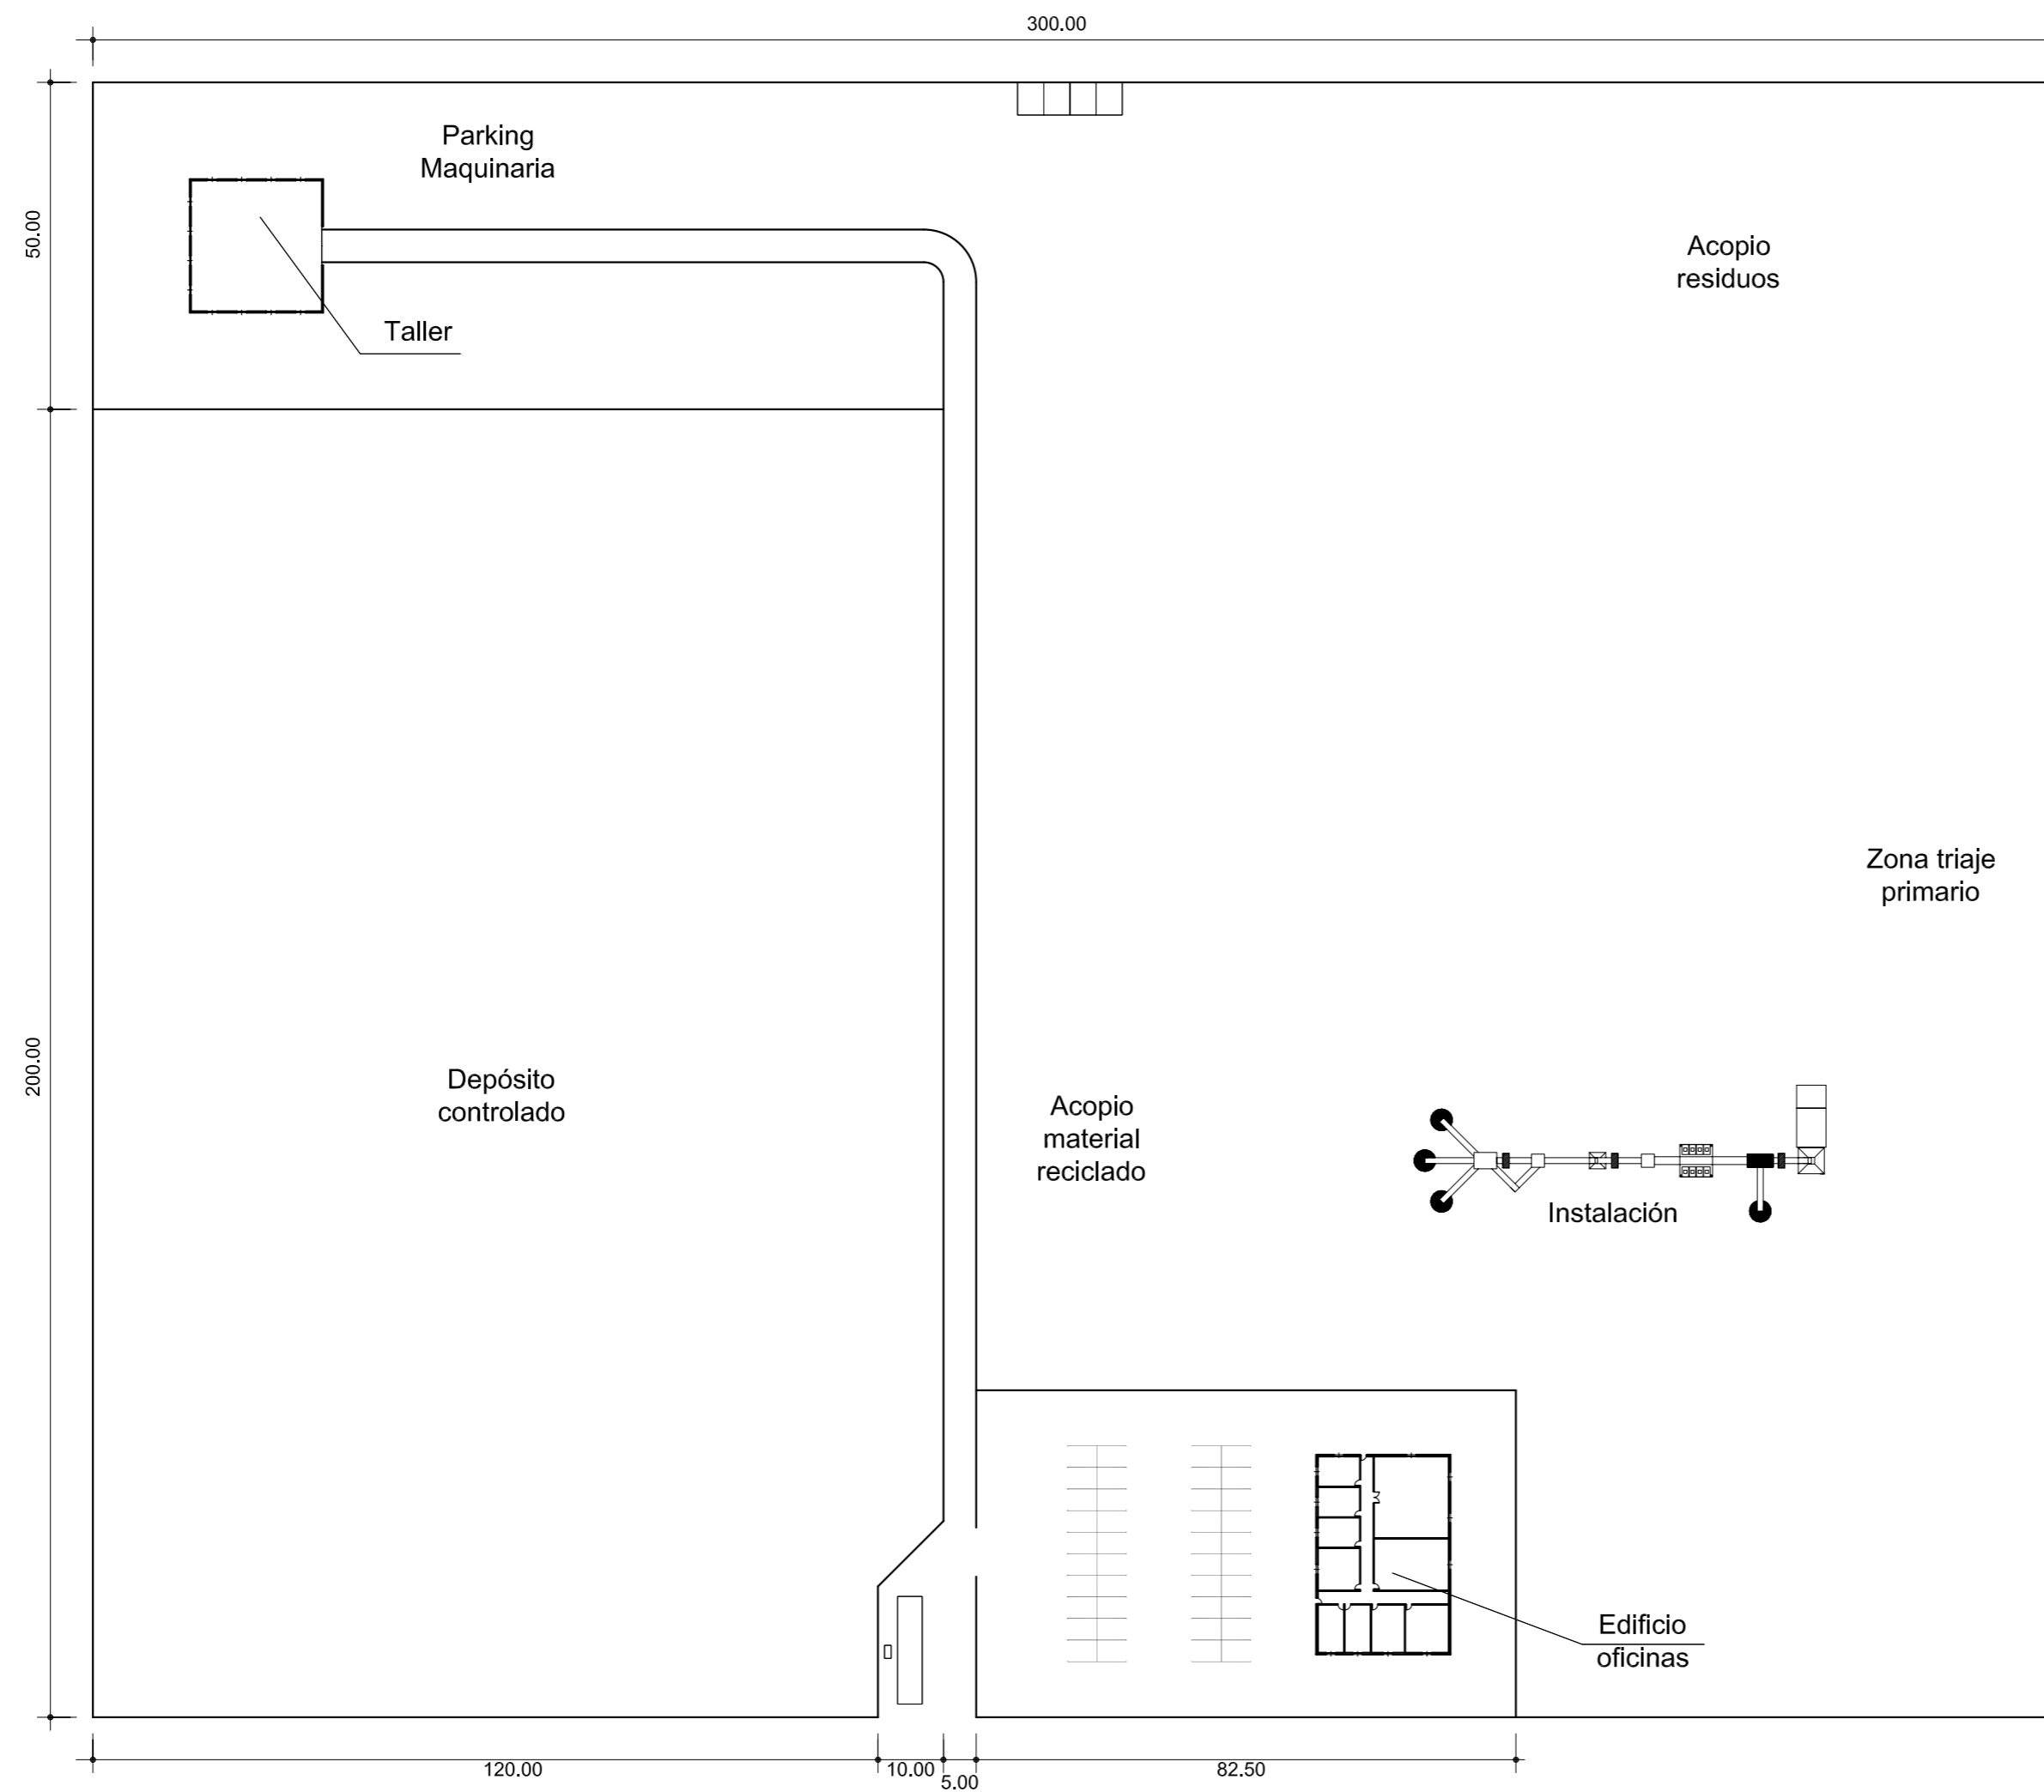 300.00
Parking
Maquinaria
50.00
Acopio
residuos
Taller
Zona triaje
primario
200.00
Depósito
controlado
Acopio
material
reciclado
Instalación
Edificio
oficinas
120.00
10.00
5.00
82.50